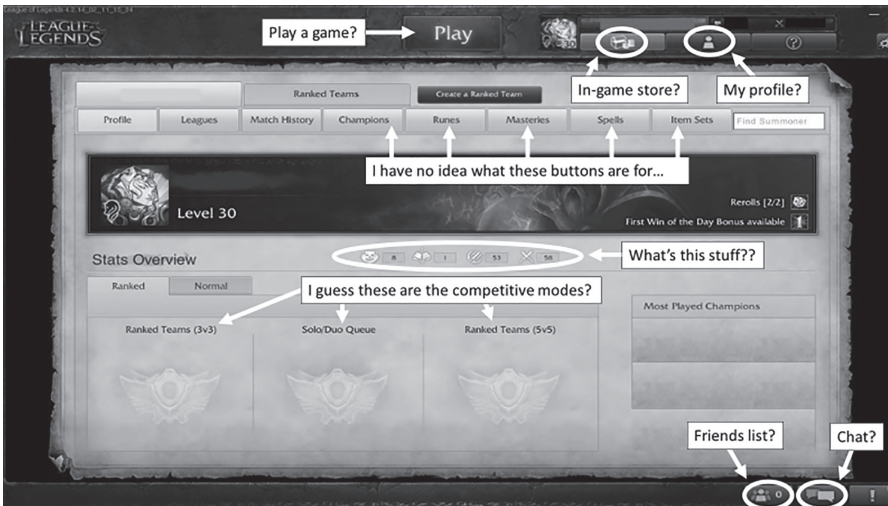 League of Legends 4.2.14_02_11_15_24
LEAGUE of LEGENDS
Play a game?
Play
30
In-game store?
My profile?
Ranked Teams
Create a Ranked Team
Profile
Leagues
Match History
Champions
Runes
Masteries
Spells
Item Sets
Find Summoner
I have no idea what these buttons are for...
Level 30
Rerolls [2/2]
First Win of the Day Bonus available
Stats Overview
8
1
53
58
What's this stuff??
Ranked
Normal
I guess these are the competitive modes?
Most Played Champions
Ranked Teams (3v3)
Solo/Duo Queue
Ranked Teams (5v5)
Friends list?
Chat?
0